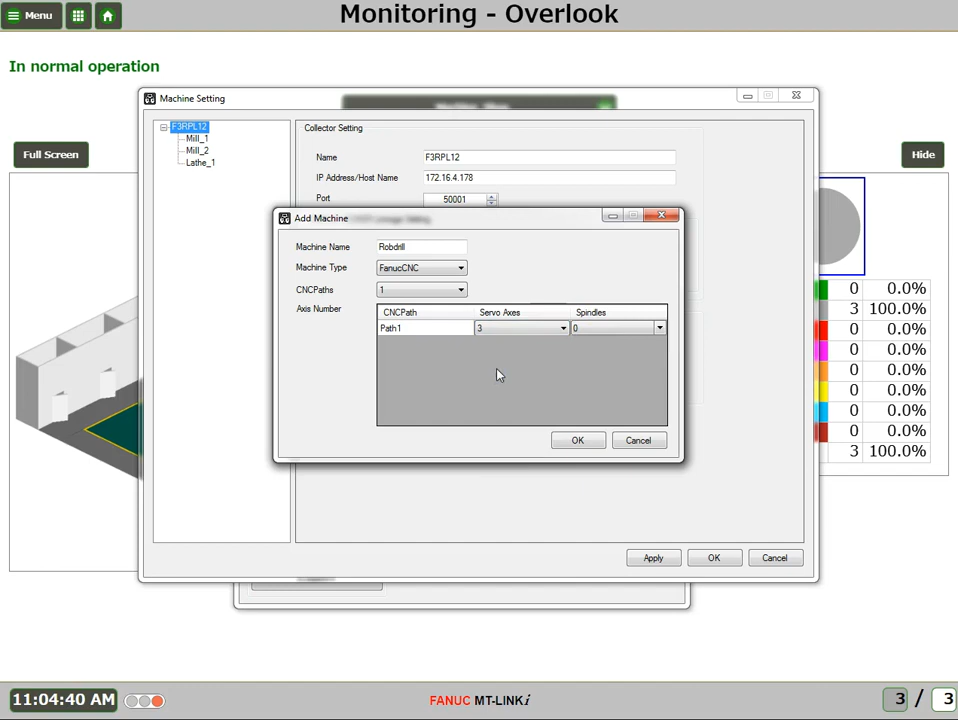 Menu
Monitoring - Overlook
In normal operation
Machine Setting
F3RPL12
Mill_1
Mill_2
Lathe_1
Collector Setting
Name
F3RPL12
IP Address/Host Name
172.16.4.178
Port
50001
Full Screen
Hide
Add Machine
Machine Name
Robdrill
Machine Type
FanucCNC
CNCPaths
1
Axis Number
CNCPath Servo Axes Spindles
Path1 3 0
OK
Cancel
0 0.0%
3 100.0%
0 0.0%
0 0.0%
0 0.0%
0 0.0%
0 0.0%
0 0.0%
3 100.0%
Apply
OK
Cancel
11:04:40 AM
FANUC MT-LINKi
3 / 3